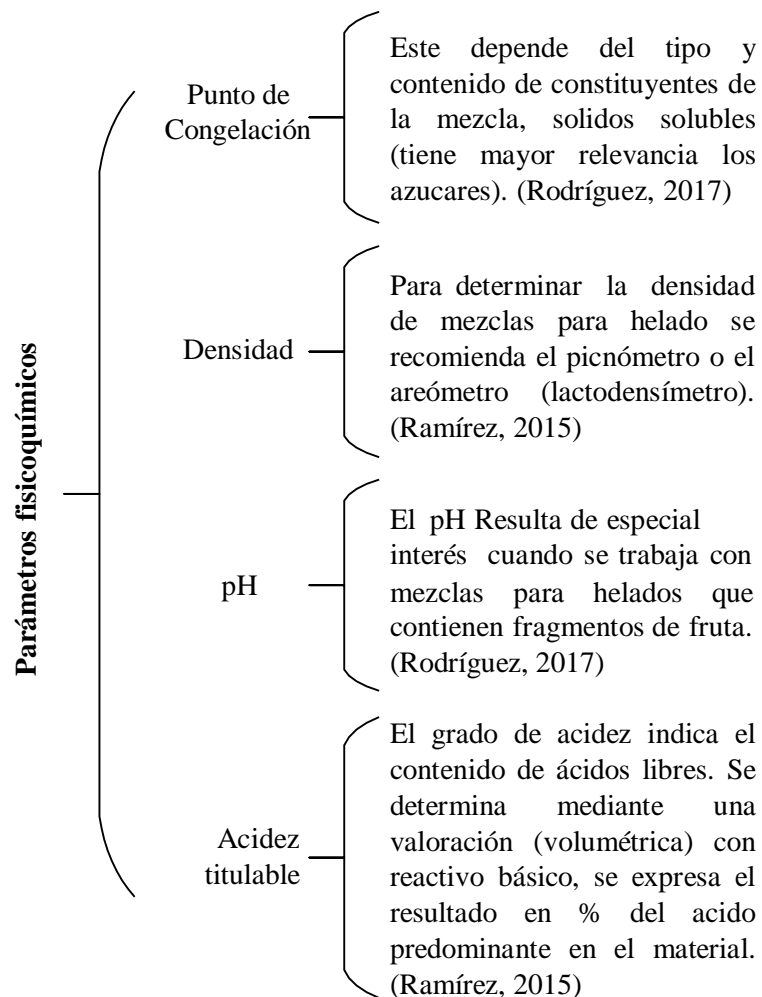 Parámetros fisicoquímicos
Punto de
Congelación
Este depende del tipo y
contenido de constituyentes de
la mezcla, solidos solubles
(tiene mayor relevancia los
azucares). (Rodríguez, 2017)
Densidad
Para determinar la densidad
de mezclas para helado se
recomienda el picnómetro o el
areómetro (lactodensímetro).
(Ramírez, 2015)
pH
El pH Resulta de especial
interés cuando se trabaja con
mezclas para helados que
contienen fragmentos de fruta.
(Rodríguez, 2017)
Acidez
titulable
El grado de acidez indica el
contenido de ácidos libres. Se
determina mediante una
valoración (volumétrica) con
reactivo básico, se expresa el
resultado en % del acido
predominante en el material.
(Ramírez, 2015)